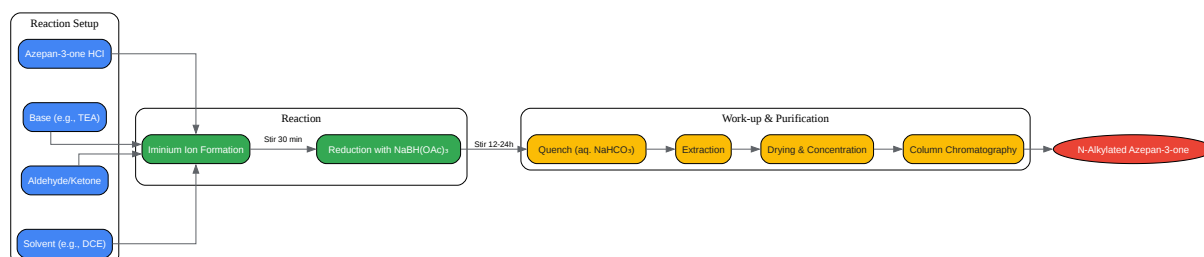 Reaction Setup
Azepan-3-one HCl
Base (e.g., TEA)
Aldehyde/Ketone
Solvent (e.g., DCE)
Reaction
Iminium Ion Formation
Stir 30 min
Reduction with NaBH(OAc)₃
Stir 12-24h
Work-up & Purification
Quench (aq. NaHCO₃)
Extraction
Drying & Concentration
Column Chromatography
N-Alkylated Azepan-3-one